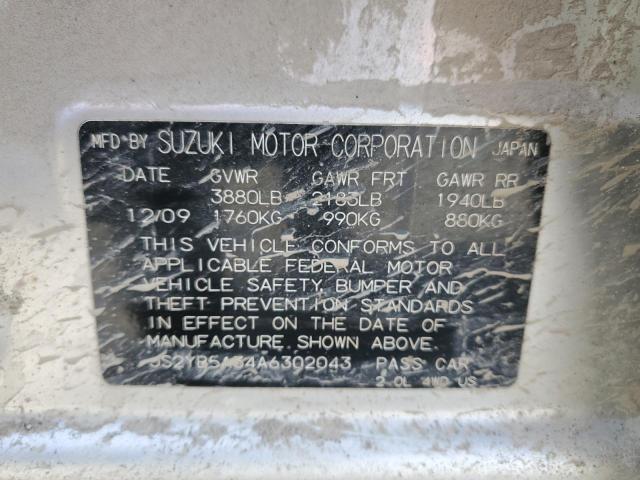 MFD BY SUZUKI MOTOR CORPORATION JAPAN
DATE GVWR GAWR FRT GAWR RR
3880LB 2183LB 1940LB
12/09 1760KG 990KG 880KG
THIS VEHICLE CONFORMS TO ALL
APPLICABLE FEDERAL MOTOR
VEHICLE SAFETY, BUMPER AND
THEFT PREVENTION STANDARDS
IN EFFECT ON THE DATE OF
MANUFACTURE SHOWN ABOVE.
PASS CAR
2.0L 4WD US